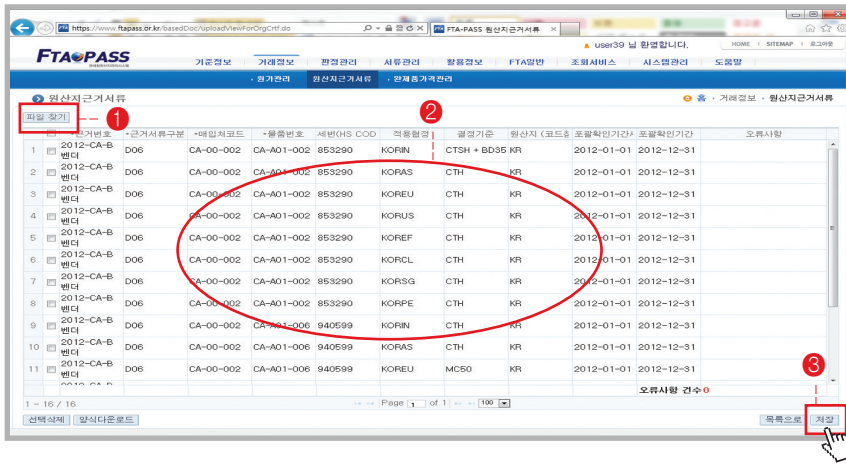 https://www.ftapass.or.kr/basedDoc/uploadViewForOrgCrtf.do
FTA-PASS 원산지근거서류
user39 님 환영합니다.
HOME | SITEMAP | 로그아웃
FTA PASS
기준정보 거래정보 판정관리 서류관리 활용정보 FTA일반 조회서비스 시스템관리 도움말
원가관리 원산지근거서류 완제품가격관리
원산지근거서류
홈 > 거래정보 > 원산지근거서류
파일 찾기
1
2
*근거번호 *근거서류구분 *매입처코드 *물품번호 세번(HS COD 적용협정 결정기준 원산지 (코드참 포괄확인기간시 포괄확인기간 오류사항
1 2012-CA-B벤더 D06 CA-00-002 CA-A01-002 853290 KORIN CTSH + BD35 KR 2012-01-01 2012-12-31
2 2012-CA-B벤더 D06 CA-00-002 CA-A01-002 853290 KORAS CTH KR 2012-01-01 2012-12-31
3 2012-CA-B벤더 D06 CA-00-002 CA-A01-002 853290 KOREU CTH KR 2012-01-01 2012-12-31
4 2012-CA-B벤더 D06 CA-00-002 CA-A01-002 853290 KORUS CTH KR 2012-01-01 2012-12-31
5 2012-CA-B벤더 D06 CA-00-002 CA-A01-002 853290 KOREF CTH KR 2012-01-01 2012-12-31
6 2012-CA-B벤더 D06 CA-00-002 CA-A01-002 853290 KORCL CTH KR 2012-01-01 2012-12-31
7 2012-CA-B벤더 D06 CA-00-002 CA-A01-002 853290 KORSG CTH KR 2012-01-01 2012-12-31
8 2012-CA-B벤더 D06 CA-00-002 CA-A01-002 853290 KORPE CTH KR 2012-01-01 2012-12-31
9 2012-CA-B벤더 D06 CA-00-002 CA-A01-006 940599 KORIN CTH KR 2012-01-01 2012-12-31
10 2012-CA-B벤더 D06 CA-00-002 CA-A01-006 940599 KORAS CTH KR 2012-01-01 2012-12-31
11 2012-CA-B벤더 D06 CA-00-002 CA-A01-006 940599 KOREU MC50 KR 2012-01-01 2012-12-31
3
오류사항 건수0
1 - 16 / 16 Page 1 of 1 100
선택삭제 양식다운로드 목록으로 저장